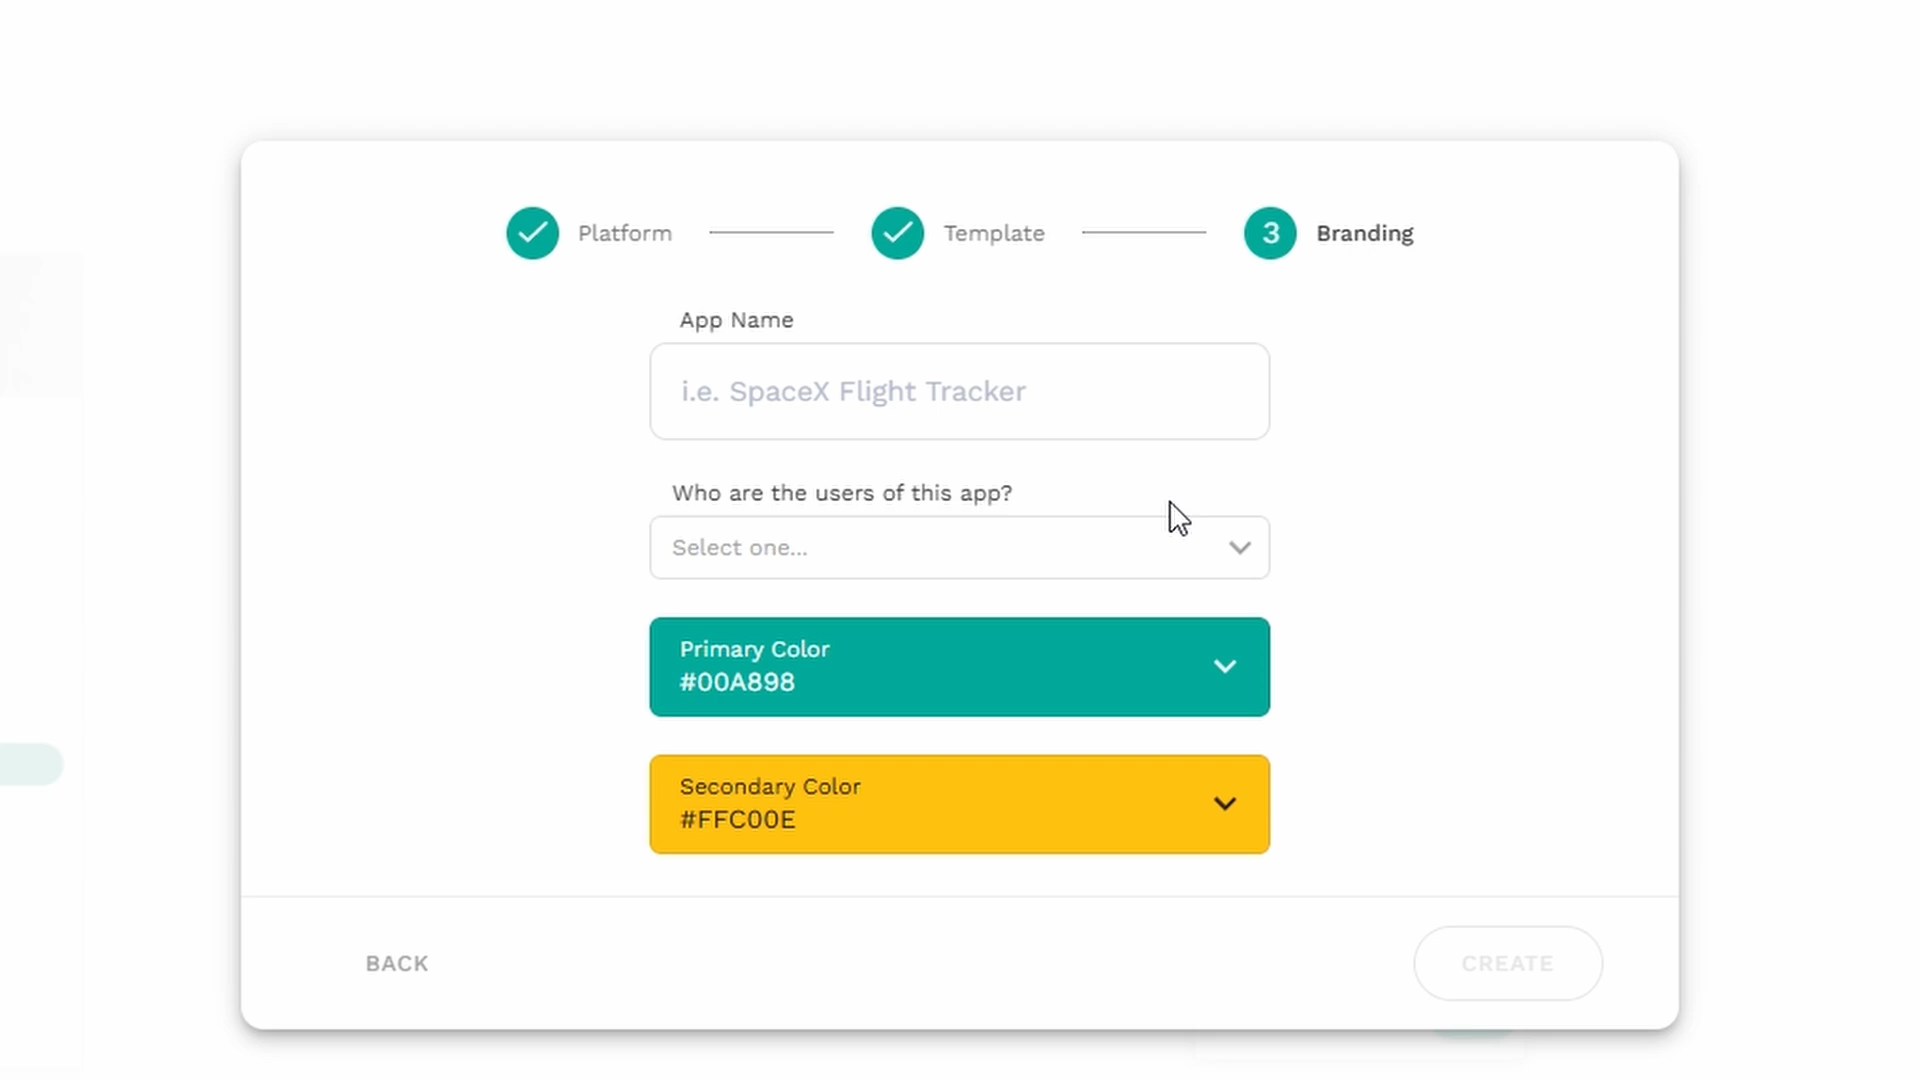 Platform
Template
3 Branding
App Name
i.e. SpaceX Flight Tracker
Who are the users of this app?
Select one...
Primary Color
#00A898
Secondary Color
#FFC00E
BACK
CREATE